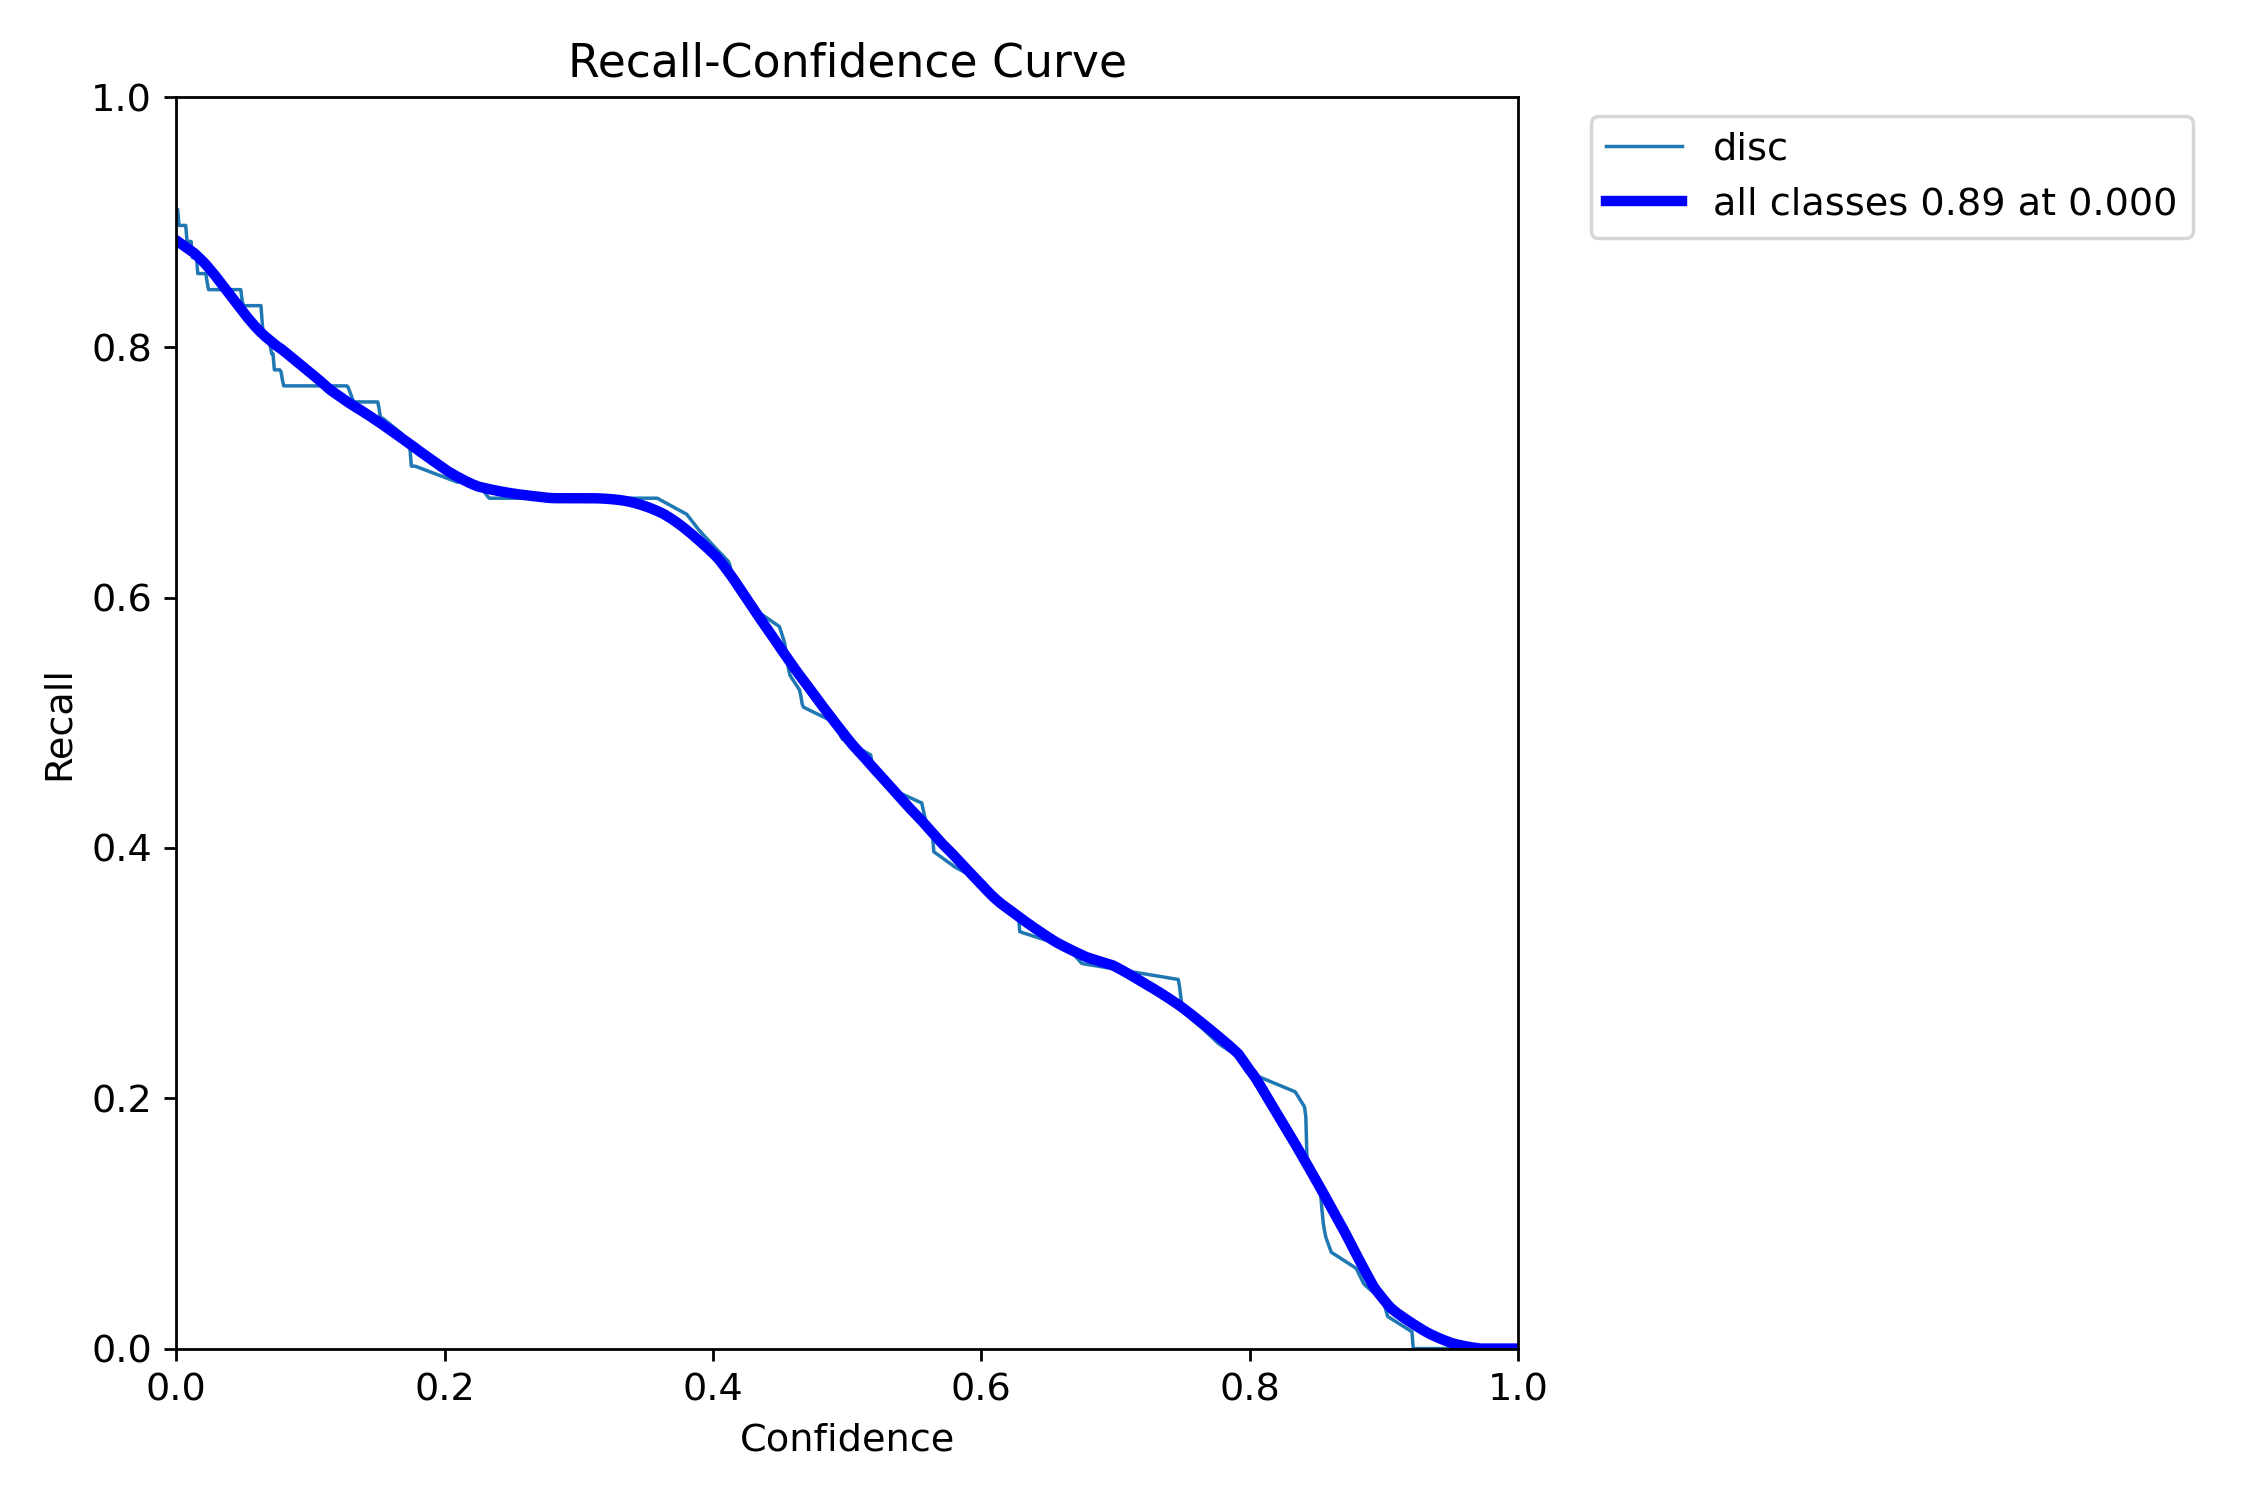 Recall-Confidence Curve
1.0
0.8
0.6
0.4
0.2
0.0
Recall
0.0 0.2 0.4 0.6 0.8 1.0
Confidence
disc
all classes 0.89 at 0.000